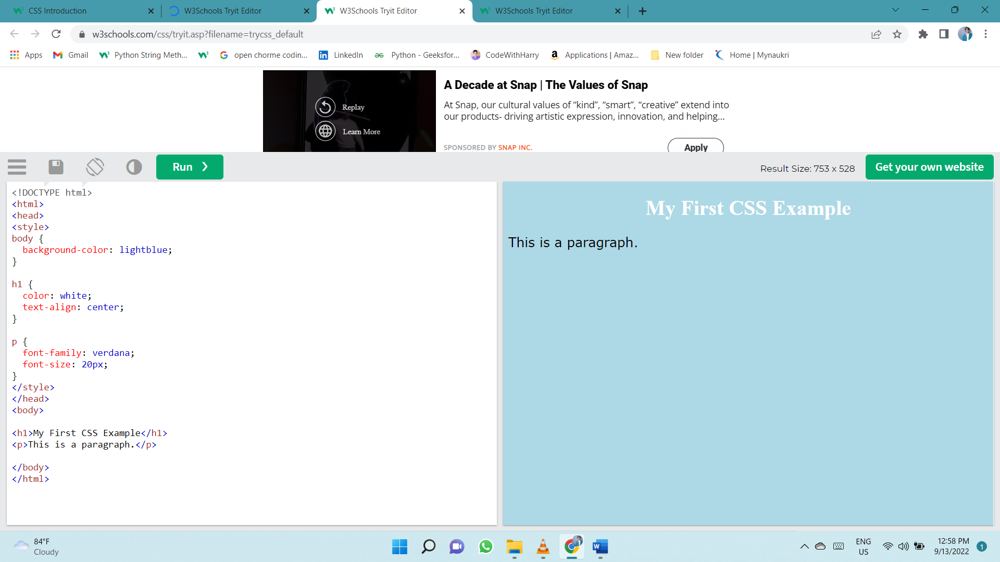 CSS Introduction
W3Schools Tryit Editor
W3Schools Tryit Editor
W3Schools Tryit Editor
w3schools.com/css/tryit.asp?filename=trycss_default
Apps
Gmail
Python String Meth...
open chorme codin...
LinkedIn
Python - Geeksfor...
CodeWithHarry
Applications | Amaz...
New folder
Home | Mynaukri
Replay
Learn More
A Decade at Snap | The Values of Snap
At Snap, our cultural values of “kind”, “smart”, “creative” extend into
our products- driving artistic expression, innovation, and helping...
SPONSORED BY SNAP INC.
Apply
Run ❯
Result Size: 753 x 528
Get your own website
<!DOCTYPE html>
<html>
<head>
<style>
body {
  background-color: lightblue;
}
h1 {
  color: white;
  text-align: center;
}
p {
  font-family: verdana;
  font-size: 20px;
}
</style>
</head>
<body>
<h1>My First CSS Example</h1>
<p>This is a paragraph.</p>
</body>
</html>
My First CSS Example
This is a paragraph.
84°F
Cloudy
ENG
US
12:58 PM
9/13/2022
1